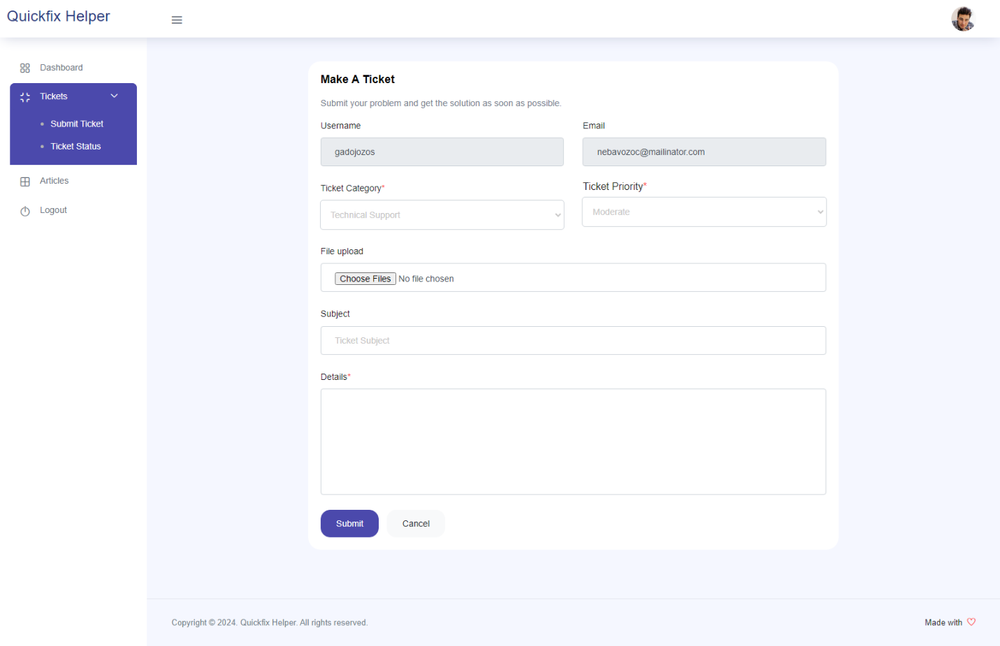 Quickfix Helper
Dashboard
Tickets
Submit Ticket
Ticket Status
Articles
Logout
Make A Ticket
Submit your problem and get the solution as soon as possible.
Username Email
gadojozos nebavozoc@mailinator.com
Ticket Category* Ticket Priority*
Technical Support Moderate
File upload
Choose Files No file chosen
Subject
Ticket Subject
Details*
Submit Cancel
Copyright © 2024. Quickfix Helper. All rights reserved. Made with